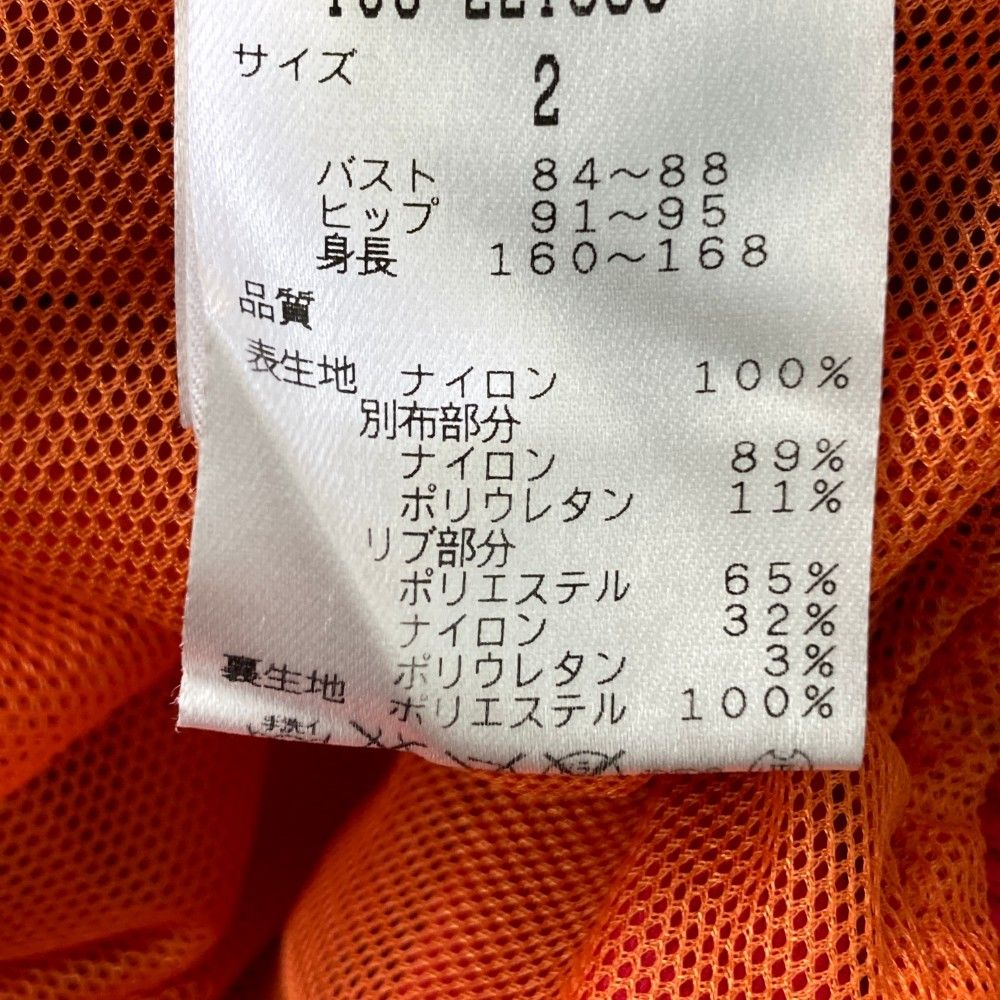 サイズ 2
バスト 84～88
ヒップ 91～95
身長 160～168
品質
表生地 ナイロン 100%
別布部分
ナイロン 89%
ポリウレタン 11%
リブ部分
ポリエステル 65%
ナイロン 32%
ポリウレタン 3%
裏生地 ポリエステル 100%
手洗イ